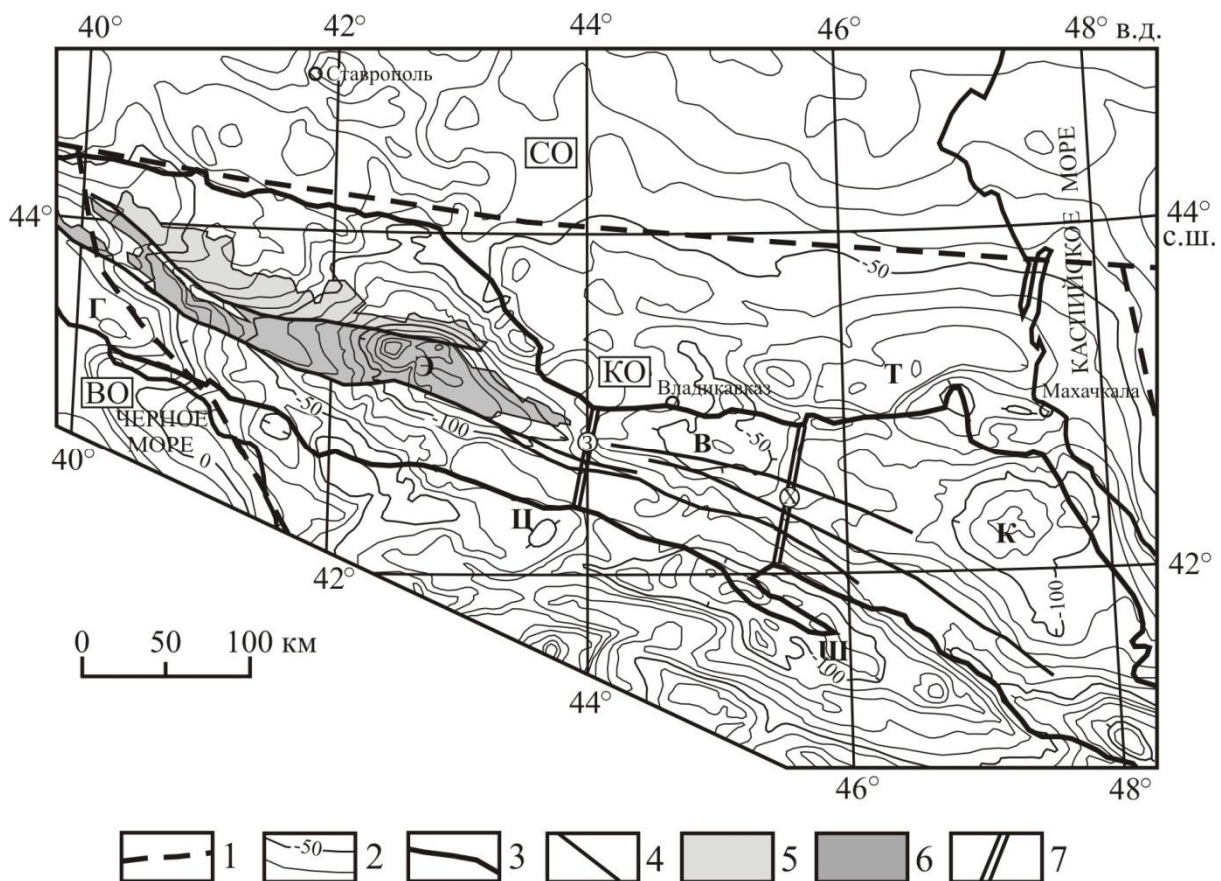 40° 42° 44° 46° 48° в.д.
Ставрополь
СО
44°
44°
с.ш.
-50
КАСПИЙСКОЕ МОРЕ
Г
Э
КО
Т
ВО
Владикавказ
Махачкала
ЧЕРНОЕ
МОРЕ
-50
-100
З
В
-50
Х
40°
0
Ц
К
42°
42°
-100
0 50 100 км
Ш
-100
44°
46°
48°
1 -50 2 3 4 5 6 7